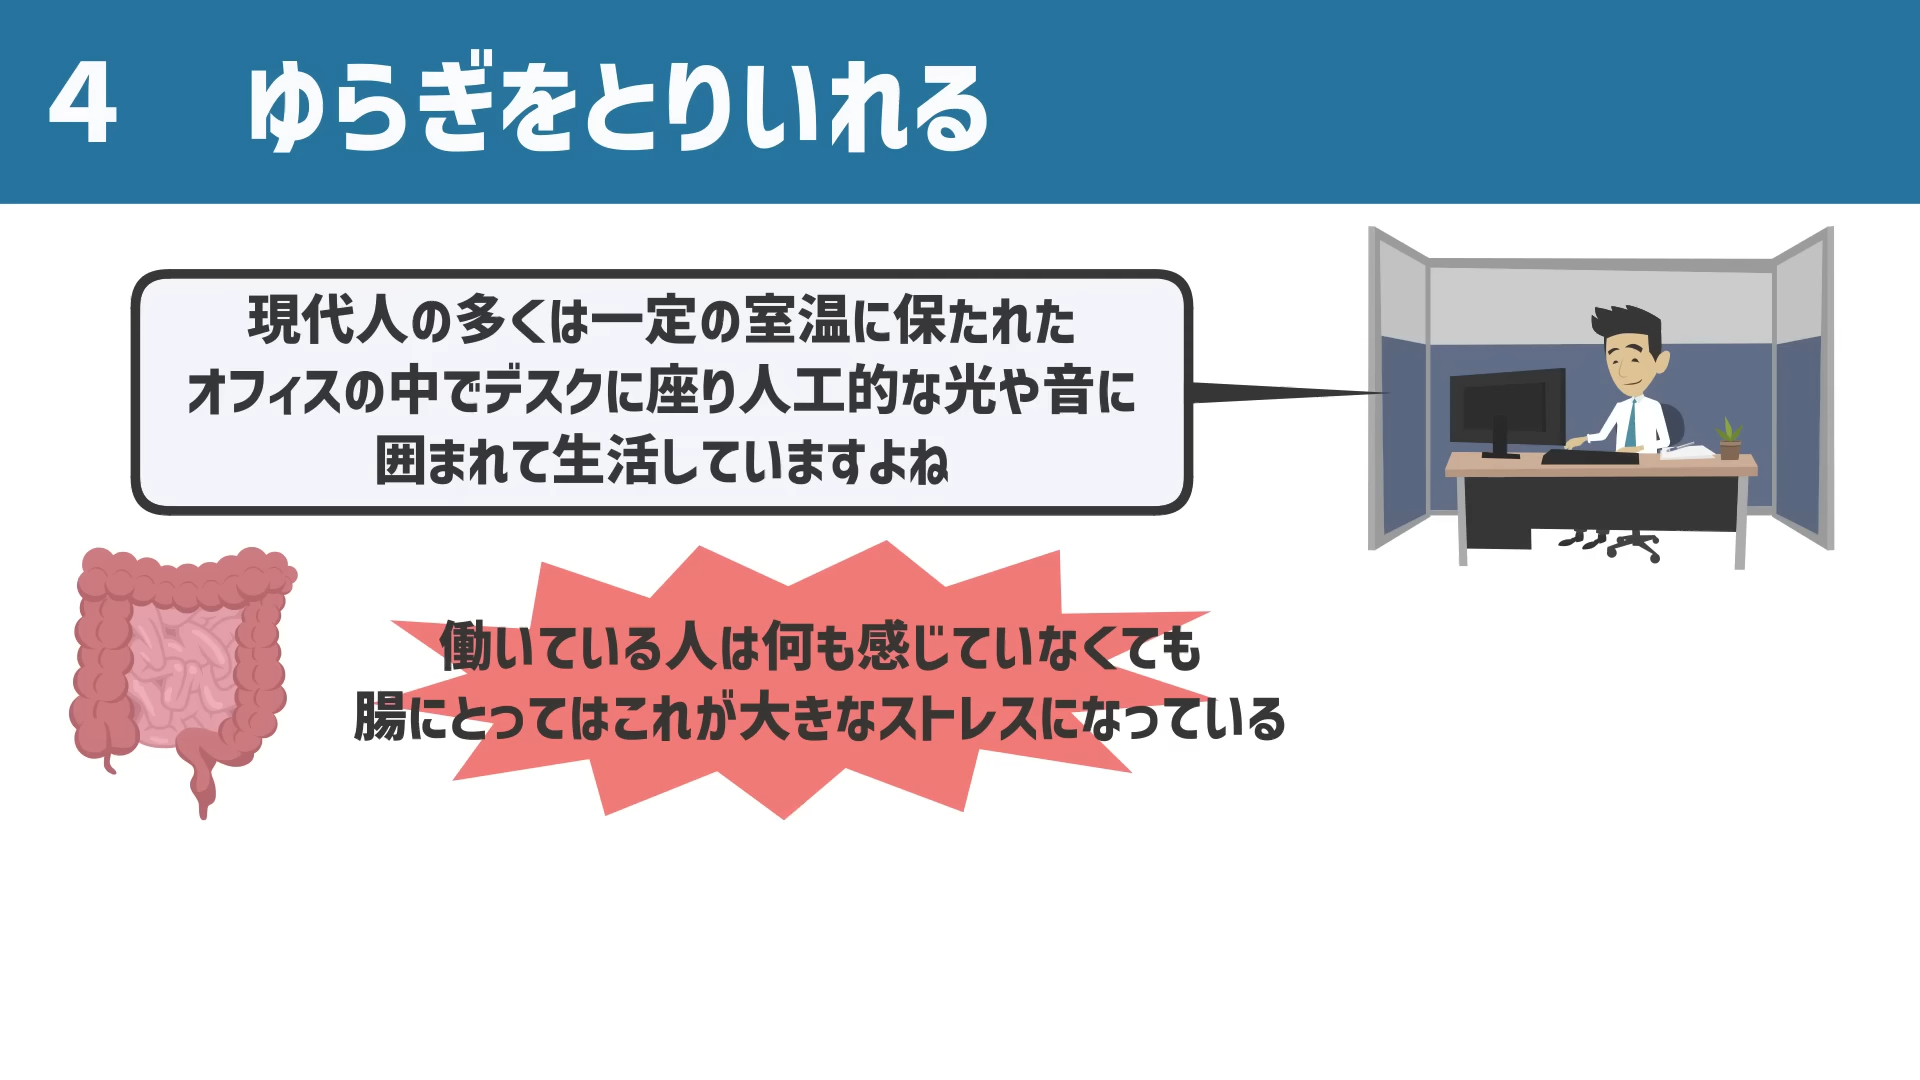 4　ゆらぎをとりいれる
現代人の多くは一定の室温に保たれた
オフィスの中でデスクに座り人工的な光や音に
囲まれて生活していますよね
働いている人は何も感じていなくても
腸にとってはこれが大きなストレスになっている